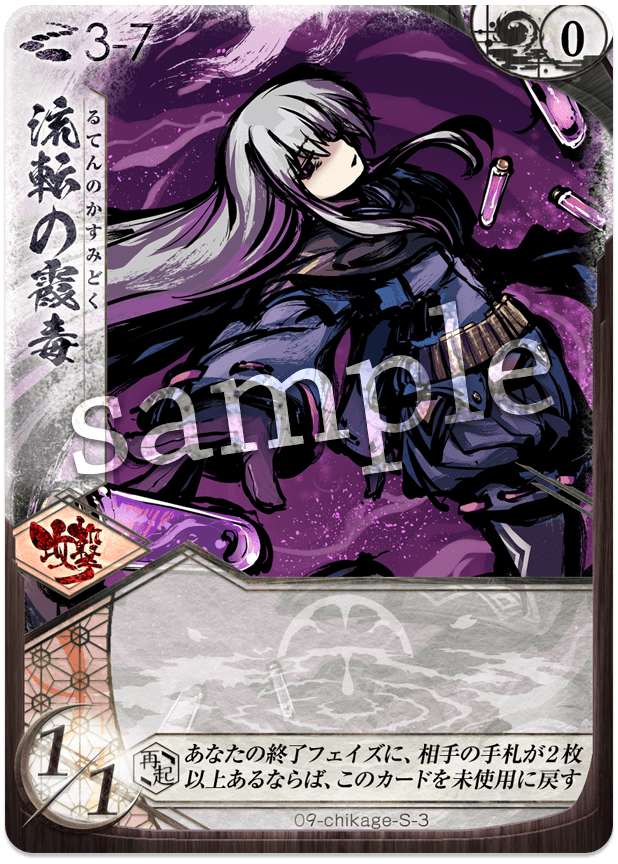 3-7
0
流転の霞毒
るてんのかすみどく
sample
攻撃
1/1
再起
あなたの終了フェイズに、相手の手札が2枚
以上あるならば、このカードを未使用に戻す
09-chikage-S-3